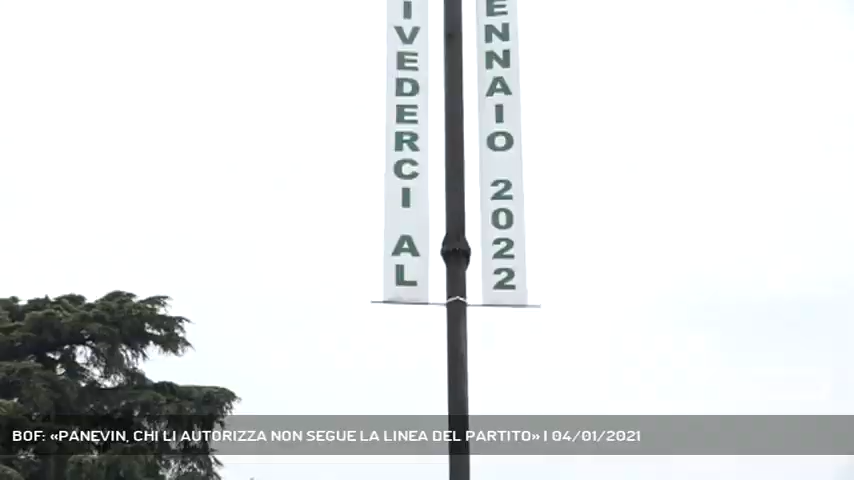 IVEDERCI AL
ENNAIO 2022
BOF: «PANEVIN, CHI LI AUTORIZZA NON SEGUE LA LINEA DEL PARTITO» | 04/01/2021